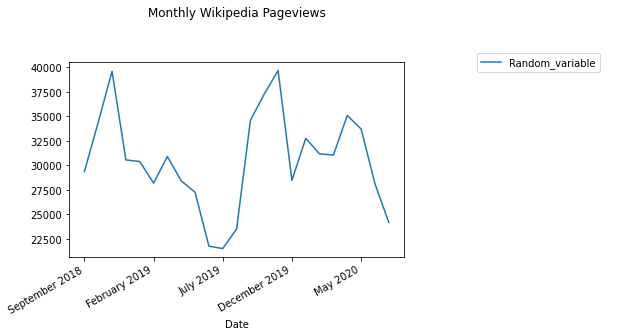 Monthly Wikipedia Pageviews
Random_variable
40000
37500
35000
32500
30000
27500
25000
22500
September 2018
February 2019
July 2019
December 2019
May 2020
Date